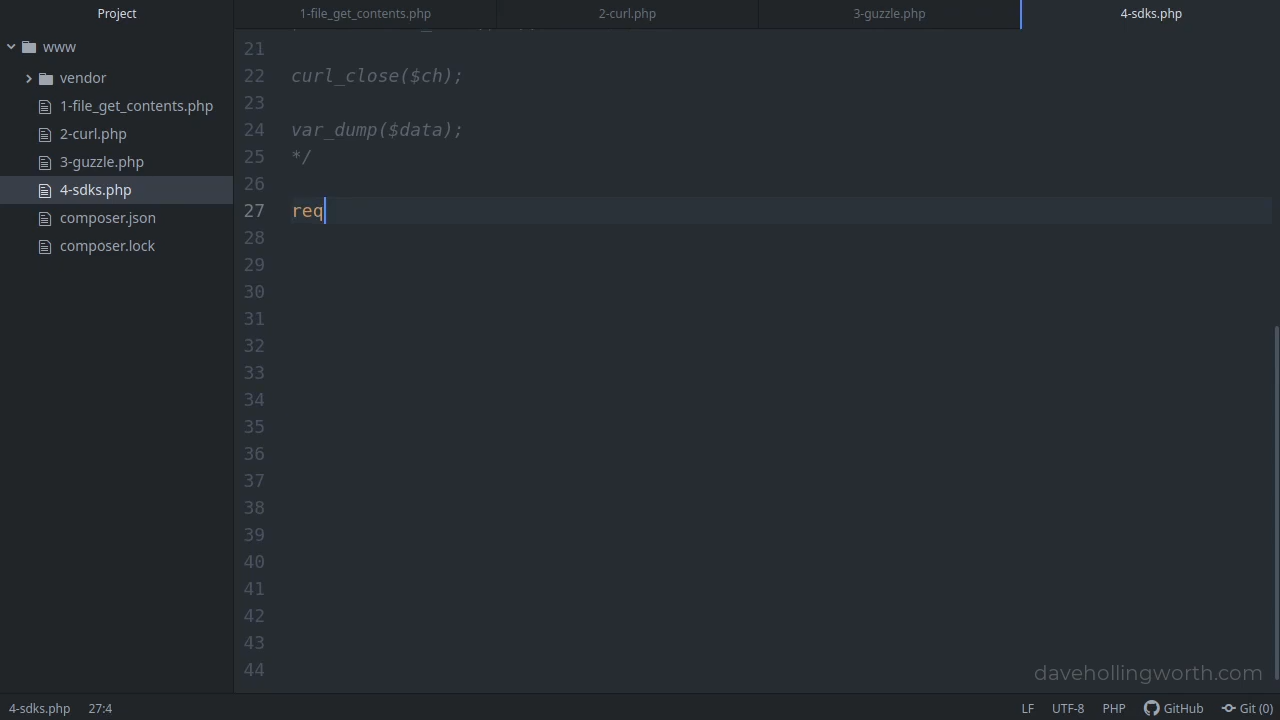 Project
1-file_get_contents.php
2-curl.php
3-guzzle.php
4-sdks.php
www
vendor
1-file_get_contents.php
2-curl.php
3-guzzle.php
4-sdks.php
composer.json
composer.lock
21
22 curl_close($ch);
23
24 var_dump($data);
25 */
26
27 req
28
29
30
31
32
33
34
35
36
37
38
39
40
41
42
43
44
davehollingworth.com
4-sdks.php 27:4 LF UTF-8 PHP GitHub Git (0)